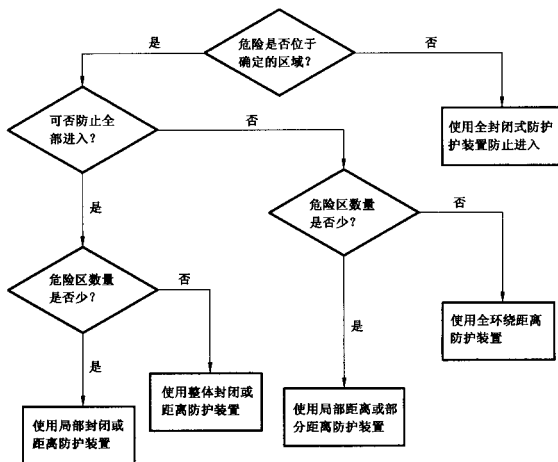 危险是否位于
确定的区域?
是
否
可否防止全
部进入?
否
使用全封闭式防护
护装置防止进入
是
危险区数量
是否少?
否
危险区数量
是否少?
否
使用全环绕距离
防护装置
是
是
使用整体封闭或
距离防护装置
使用局部封闭或
距离防护装置
使用局部距离或部
分距离防护装置